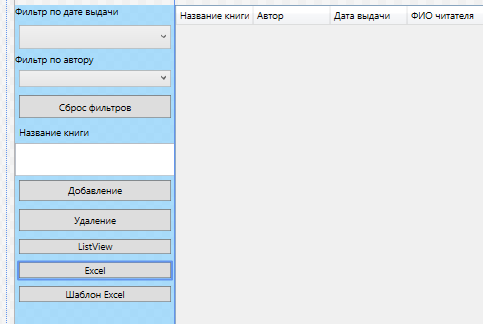 Фильтр по дате выдачи
Название книги Автор Дата выдачи ФИО читателя
Фильтр по автору
Сброс фильтров
Название книги
Добавление
Удаление
ListView
Excel
Шаблон Excel